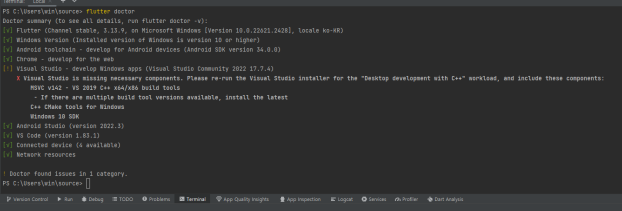 Terminal: Local
PS C:\Users\win\source> flutter doctor
Doctor summary (to see all details, run flutter doctor -v):
[√] Flutter (Channel stable, 3.13.9, on Microsoft Windows [Version 10.0.22621.2428], locale ko-KR)
[√] Windows Version (Installed version of Windows is version 10 or higher)
[√] Android toolchain - develop for Android devices (Android SDK version 34.0.0)
[√] Chrome - develop for the web
[!] Visual Studio - develop Windows apps (Visual Studio Community 2022 17.7.4)
X Visual Studio is missing necessary components. Please re-run the Visual Studio installer for the "Desktop development with C++" workload, and include these components:
MSVC v142 - VS 2019 C++ x64/x86 build tools
- If there are multiple build tool versions available, install the latest
C++ CMake tools for Windows
Windows 10 SDK
[√] Android Studio (version 2022.3)
[√] VS Code (version 1.83.1)
[√] Connected device (4 available)
[√] Network resources
! Doctor found issues in 1 category.
PS C:\Users\win\source>
Version Control Run Debug TODO Problems Terminal App Quality Insights App Inspection Logcat Services Profiler Dart Analysis